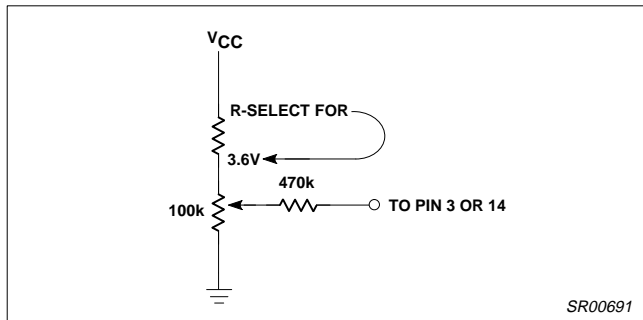 VCC
R-SELECT FOR
3.6V
470k
100k
TO PIN 3 OR 14
SR00691